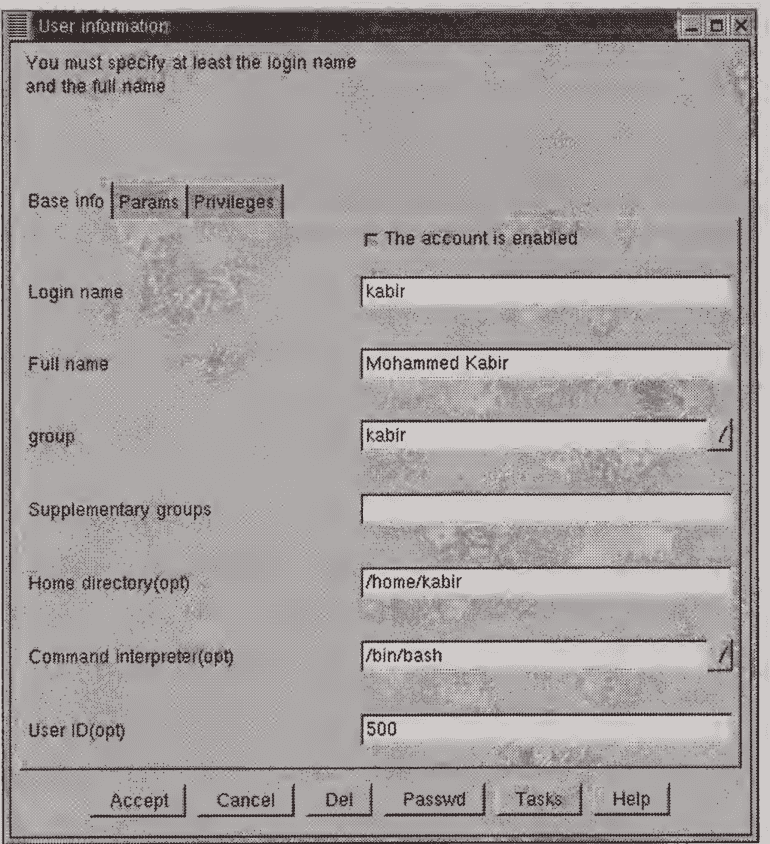 User information
You must specify at least the login name
and the full name
Base info Params Privileges
The account is enabled
Login name kabir
Full name Mohammed Kabir
group kabir
Supplementary groups
Home directory(opt) /home/kabir
Command interpreter(opt) /bin/bash
User ID(opt) 500
Accept Cancel Del Passwd Tasks Help